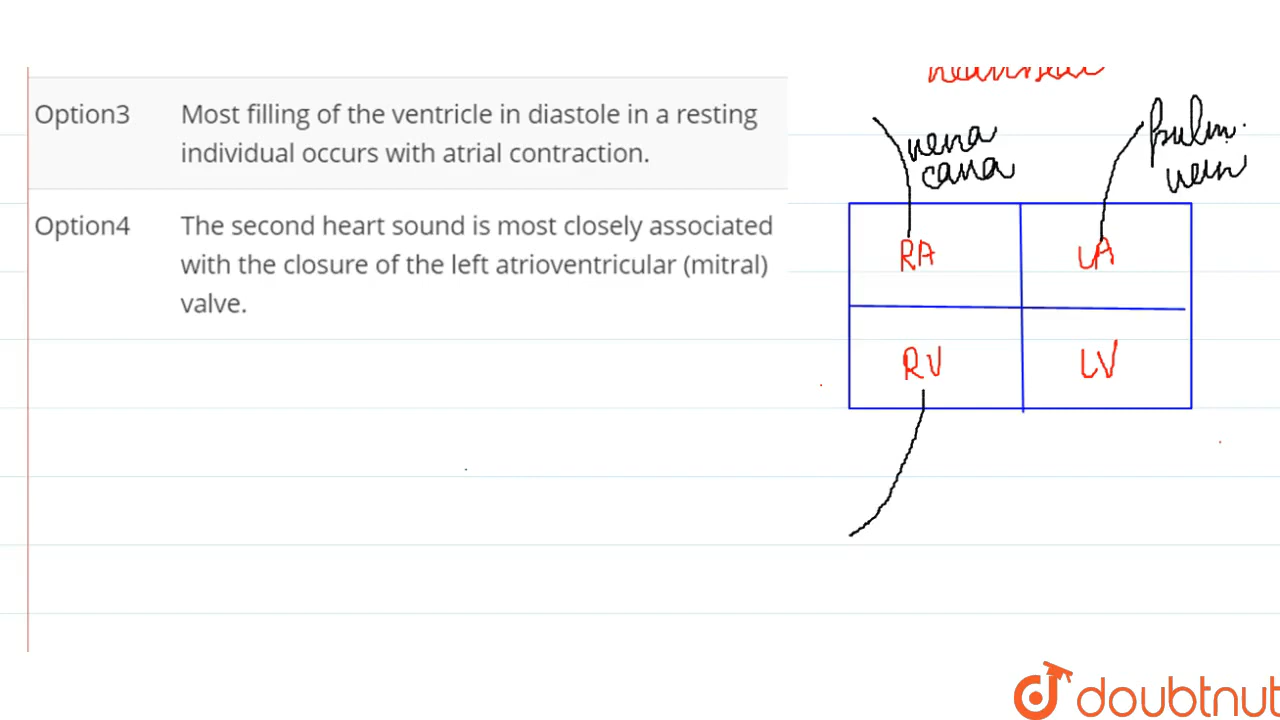 Option3 Most filling of the ventricle in diastole in a resting
individual occurs with atrial contraction.
Option4 The second heart sound is most closely associated
with the closure of the left atrioventricular (mitral)
valve.
vena
cava
pulm.
vein
RA LA
RV LV
doubtnut